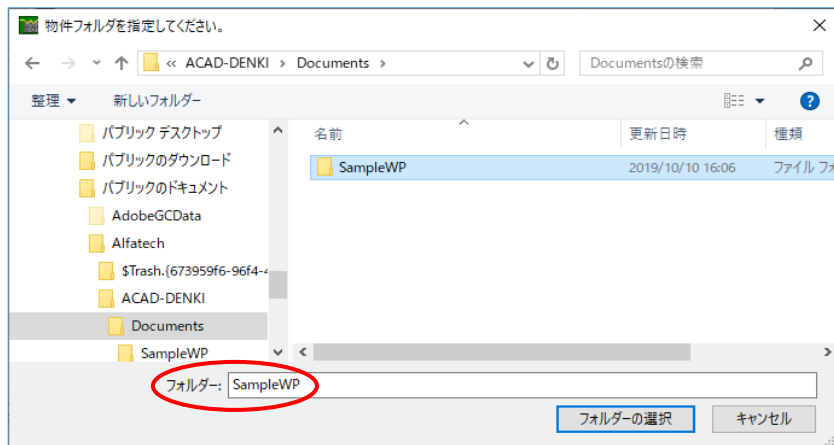 物件フォルダを指定してください。
« ACAD-DENKI › Documents ›
Documentsの検索
整理 ▼ 新しいフォルダー
パブリック デスクトップ
パブリックのダウンロード
パブリックのドキュメント
AdobeGCData
Alfatech
$Trash.{673959f6-96f4-4
ACAD-DENKI
Documents
SampleWP
名前 更新日時 種類
SampleWP 2019/10/10 16:06 ファイル フォ
フォルダー: SampleWP
フォルダーの選択 キャンセル